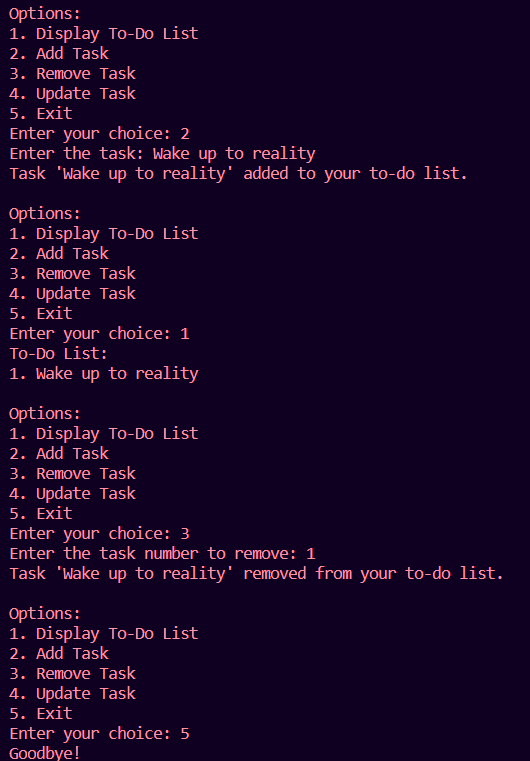 Options:
1. Display To-Do List
2. Add Task
3. Remove Task
4. Update Task
5. Exit
Enter your choice: 2
Enter the task: Wake up to reality
Task 'Wake up to reality' added to your to-do list.

Options:
1. Display To-Do List
2. Add Task
3. Remove Task
4. Update Task
5. Exit
Enter your choice: 1
To-Do List:
1. Wake up to reality

Options:
1. Display To-Do List
2. Add Task
3. Remove Task
4. Update Task
5. Exit
Enter your choice: 3
Enter the task number to remove: 1
Task 'Wake up to reality' removed from your to-do list.

Options:
1. Display To-Do List
2. Add Task
3. Remove Task
4. Update Task
5. Exit
Enter your choice: 5
Goodbye!